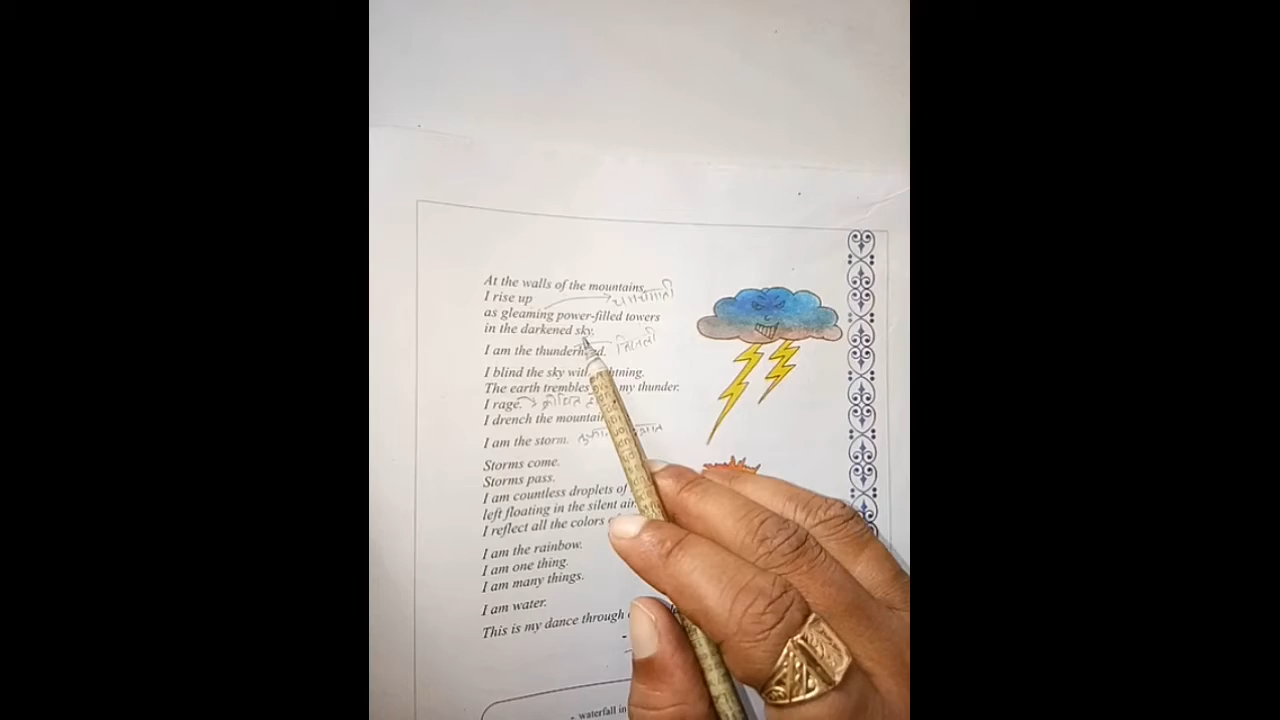 At the walls of the mountains,
I rise up
as gleaming power-filled towers
in the darkened sky.
I am the thunderhead.
I blind the sky with lightning.
The earth trembles my thunder.
I rage.
I drench the mountain
I am the storm.
Storms come.
Storms pass.
I am countless droplets of
left floating in the silent air
I reflect all the colors
I am the rainbow.
I am one thing.
I am many things.
I am water.
This is my dance through
- waterfall in